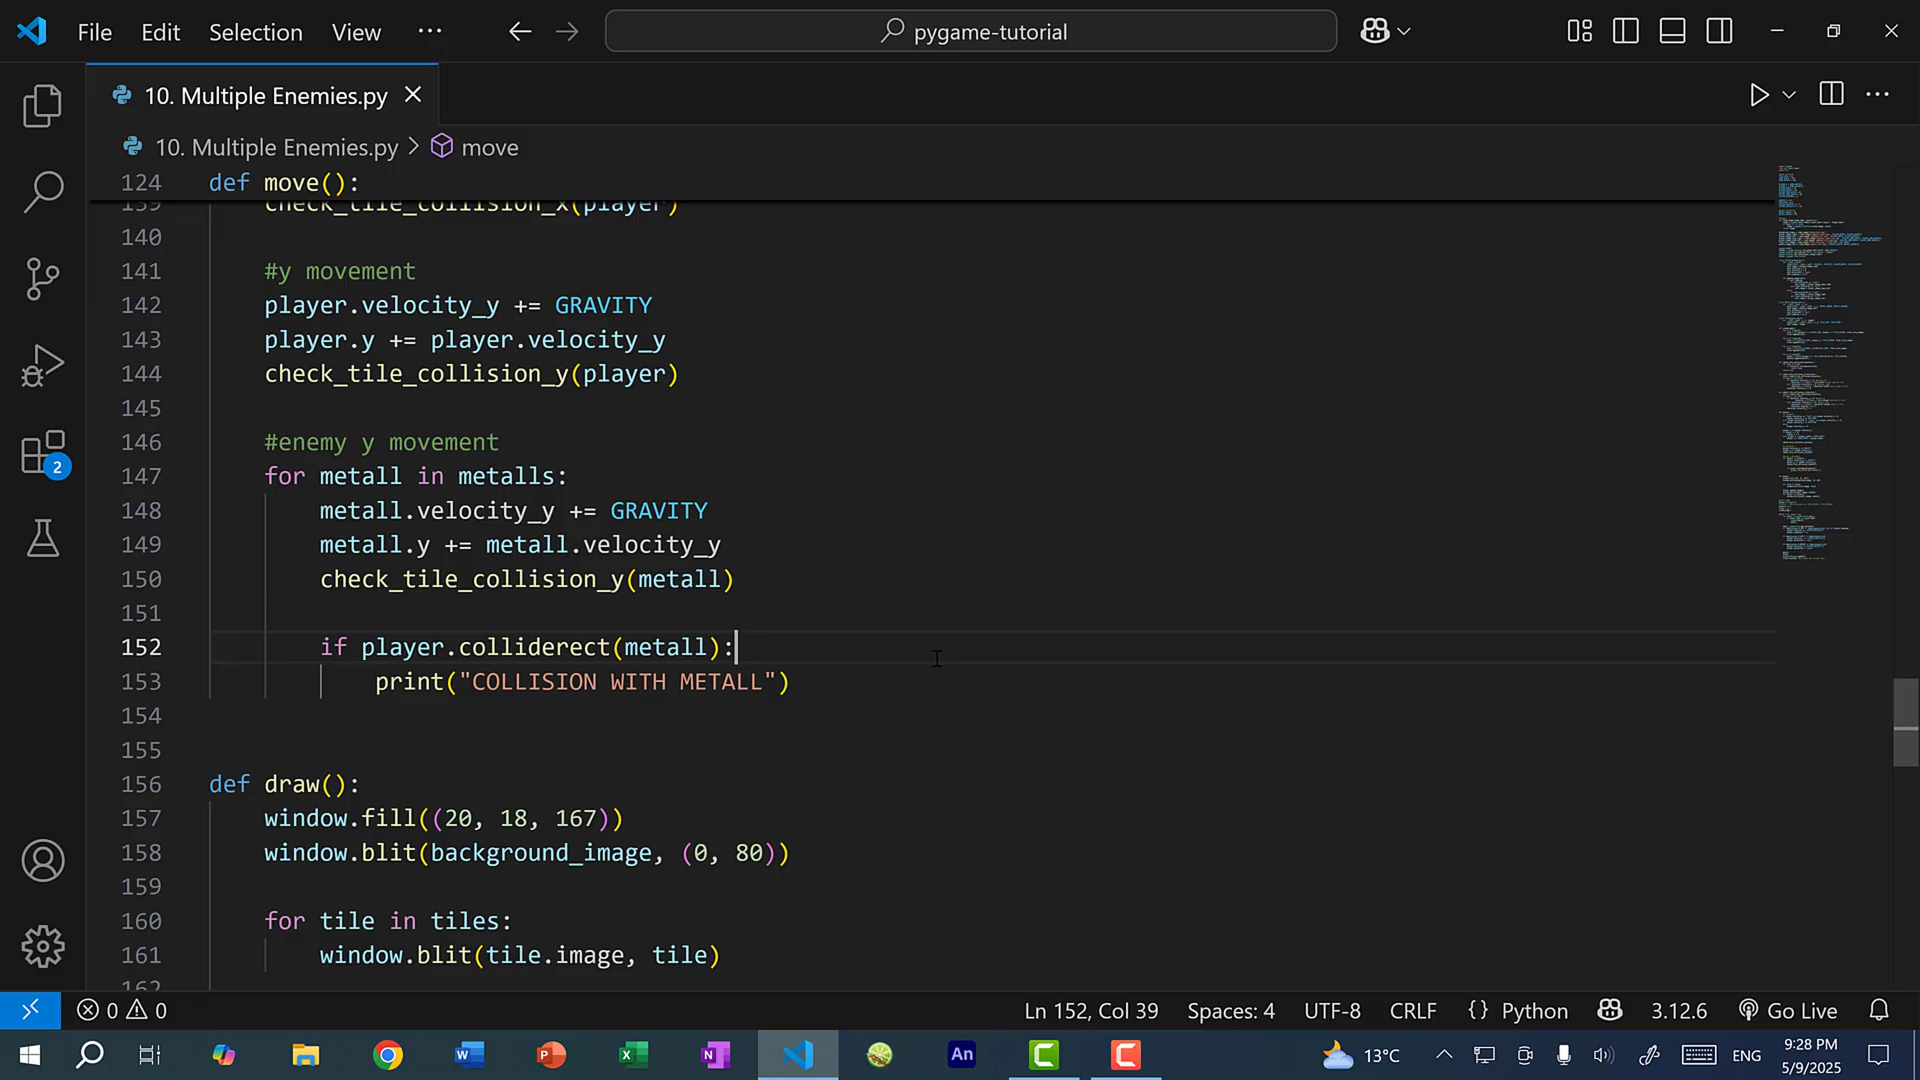 File Edit Selection View ...
pygame-tutorial
10. Multiple Enemies.py
10. Multiple Enemies.py > move
124 def move():
139 check_tile_collision_x(player)
140
141 #y movement
142 player.velocity_y += GRAVITY
143 player.y += player.velocity_y
144 check_tile_collision_y(player)
145
146 #enemy y movement
147 for metall in metalls:
148 metall.velocity_y += GRAVITY
149 metall.y += metall.velocity_y
150 check_tile_collision_y(metall)
151
152 if player.colliderect(metall):
153 print("COLLISION WITH METALL")
154
155
156 def draw():
157 window.fill((20, 18, 167))
158 window.blit(background_image, (0, 80))
159
160 for tile in tiles:
161 window.blit(tile.image, tile)
162
2
0 0 Ln 152, Col 39 Spaces: 4 UTF-8 CRLF {} Python 3.12.6 Go Live
13°C ENG 9:28 PM
5/9/2025